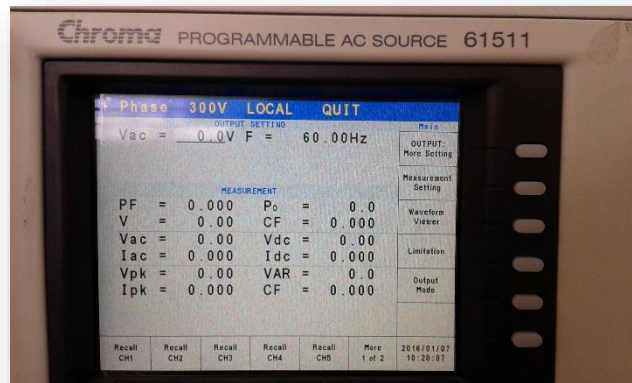 Chroma PROGRAMMABLE AC SOURCE 61511
Phase 300V LOCAL QUIT
OUTPUT SETTING
Vac = 0.0V F = 60.00Hz
MEASUREMENT
PF = 0.000 Po = 0.0
V = 0.00 CF = 0.000
Vac = 0.00 Vdc = 0.00
Iac = 0.000 Idc = 0.000
Vpk = 0.00 VAR = 0.0
Ipk = 0.000 CF = 0.000
Main
OUTPUT:
More Setting
Measurement
Setting
Waveform
Viewer
Limitation
Output
Mode
Recall Recall Recall Recall Recall More
CH1 CH2 CH3 CH4 CH5 1 of 2
2016/01/07
10:20:07